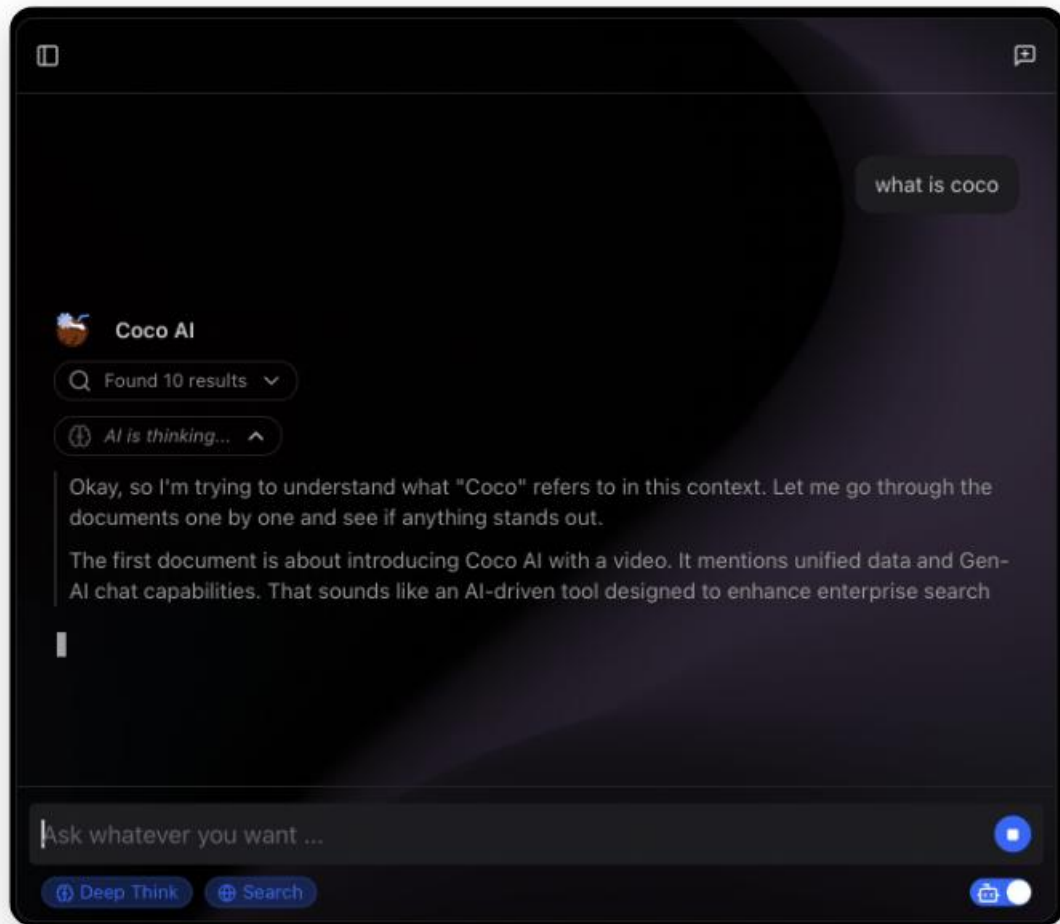 what is coco
Coco AI
Found 10 results
AI is thinking...
Okay, so I'm trying to understand what "Coco" refers to in this context. Let me go through the
documents one by one and see if anything stands out.
The first document is about introducing Coco AI with a video. It mentions unified data and Gen-
AI chat capabilities. That sounds like an AI-driven tool designed to enhance enterprise search
Ask whatever you want ...
Deep Think
Search